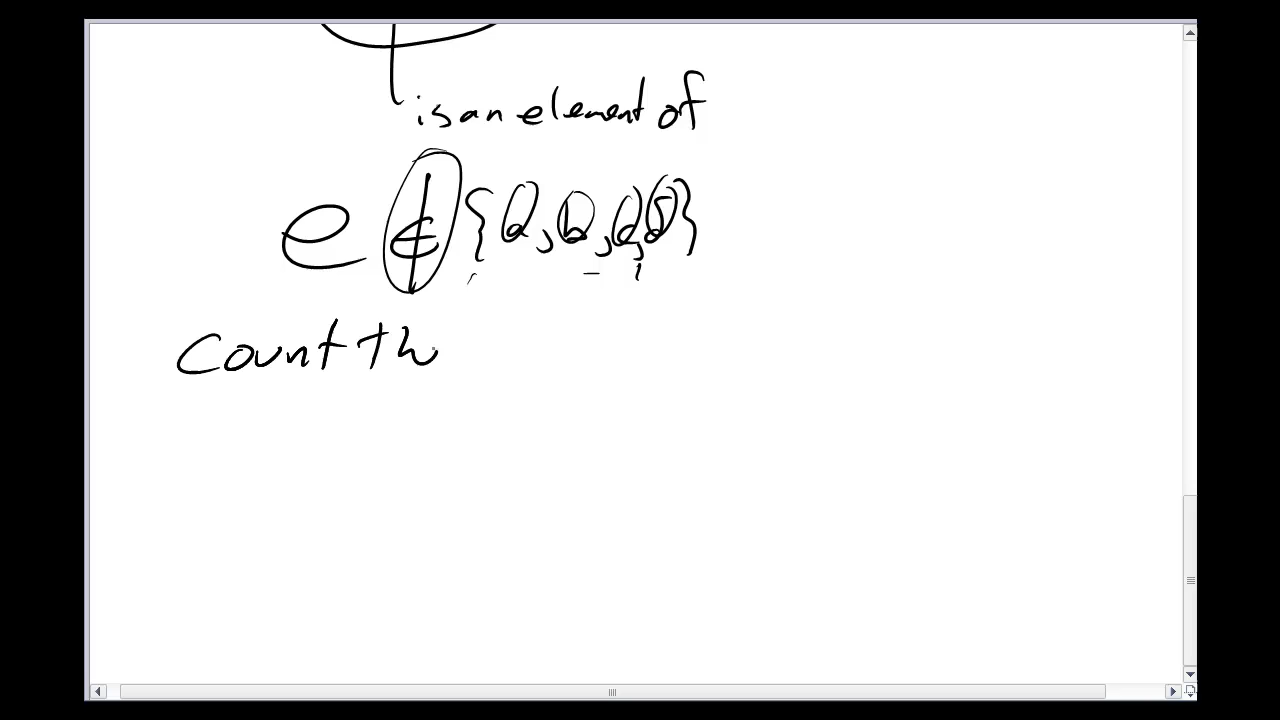 is an element of
e ∉ {a, b, c, d}
count th